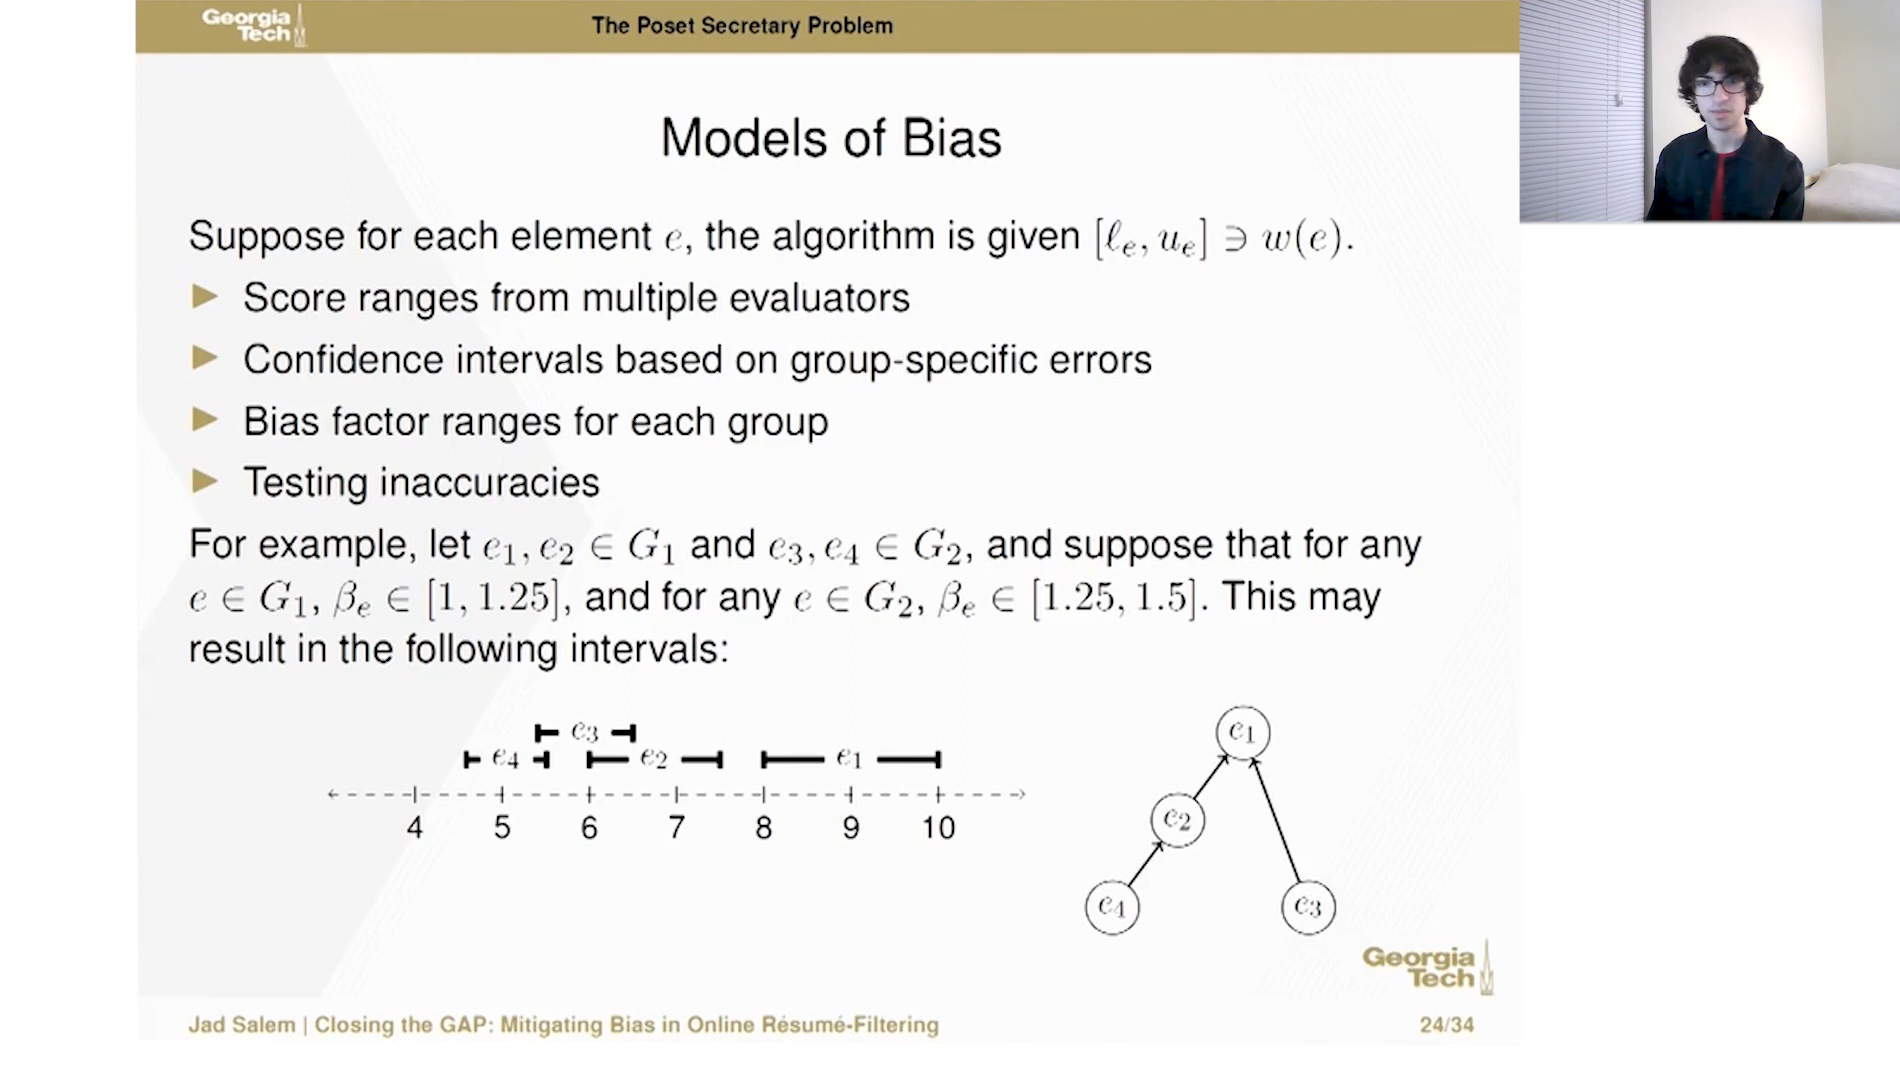 Georgia
Tech
The Poset Secretary Problem
Models of Bias
Suppose for each element e, the algorithm is given [ℓₑ, uₑ] ∋ w(e).
▶ Score ranges from multiple evaluators
▶ Confidence intervals based on group-specific errors
▶ Bias factor ranges for each group
▶ Testing inaccuracies
For example, let e₁, e₂ ∈ G₁ and e₃, e₄ ∈ G₂, and suppose that for any
e ∈ G₁, βₑ ∈ [1, 1.25], and for any e ∈ G₂, βₑ ∈ [1.25, 1.5]. This may
result in the following intervals:
e₃
e₄ e₂ e₁
4 5 6 7 8 9 10
e₁
e₂
e₄ e₃
Georgia
Tech
Jad Salem | Closing the GAP: Mitigating Bias in Online Résumé-Filtering
24/34